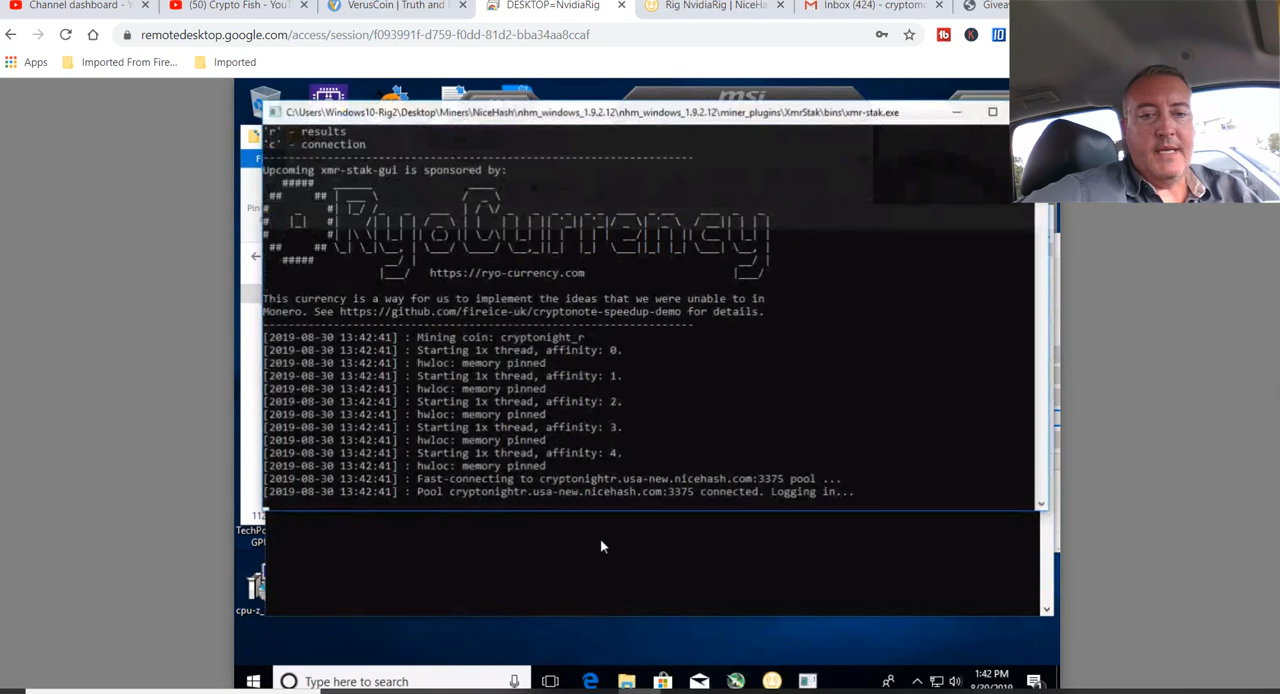 Channel dashboard - Y
(50) Crypto Fish - YouT
VerusCoin | Truth and
DESKTOP=NvidiaRig
Rig NvidiaRig | NiceHa
Inbox (424) - cryptomo
Givea
remotedesktop.google.com/access/session/f093991f-d759-f0dd-81d2-bba34aa8ccaf
Apps
Imported From Fire...
Imported
msi
C:\Users\Windows10-Rig2\Desktop\Miners\NiceHash\nhm_windows_1.9.2.12\nhm_windows_1.9.2.12\miner_plugins\XmrStak\bins\xmr-stak.exe
'r' - results
'c' - connection
-------------------------------------------------------------------
Upcoming xmr-stak-gui is sponsored by:
RyoCurrency
https://ryo-currency.com
This currency is a way for us to implement the ideas that we were unable to in
Monero. See https://github.com/fireice-uk/cryptonote-speedup-demo for details.
-------------------------------------------------------------------
[2019-08-30 13:42:41] : Mining coin: cryptonight_r
[2019-08-30 13:42:41] : Starting 1x thread, affinity: 0.
[2019-08-30 13:42:41] : hwloc: memory pinned
[2019-08-30 13:42:41] : Starting 1x thread, affinity: 1.
[2019-08-30 13:42:41] : hwloc: memory pinned
[2019-08-30 13:42:41] : Starting 1x thread, affinity: 2.
[2019-08-30 13:42:41] : hwloc: memory pinned
[2019-08-30 13:42:41] : Starting 1x thread, affinity: 3.
[2019-08-30 13:42:41] : hwloc: memory pinned
[2019-08-30 13:42:41] : Starting 1x thread, affinity: 4.
[2019-08-30 13:42:41] : hwloc: memory pinned
[2019-08-30 13:42:41] : Fast-connecting to cryptonightr.usa-new.nicehash.com:3375 pool ...
[2019-08-30 13:42:41] : Pool cryptonightr.usa-new.nicehash.com:3375 connected. Logging in...
TechPo
GPU
cpu-z_
Type here to search
1:42 PM